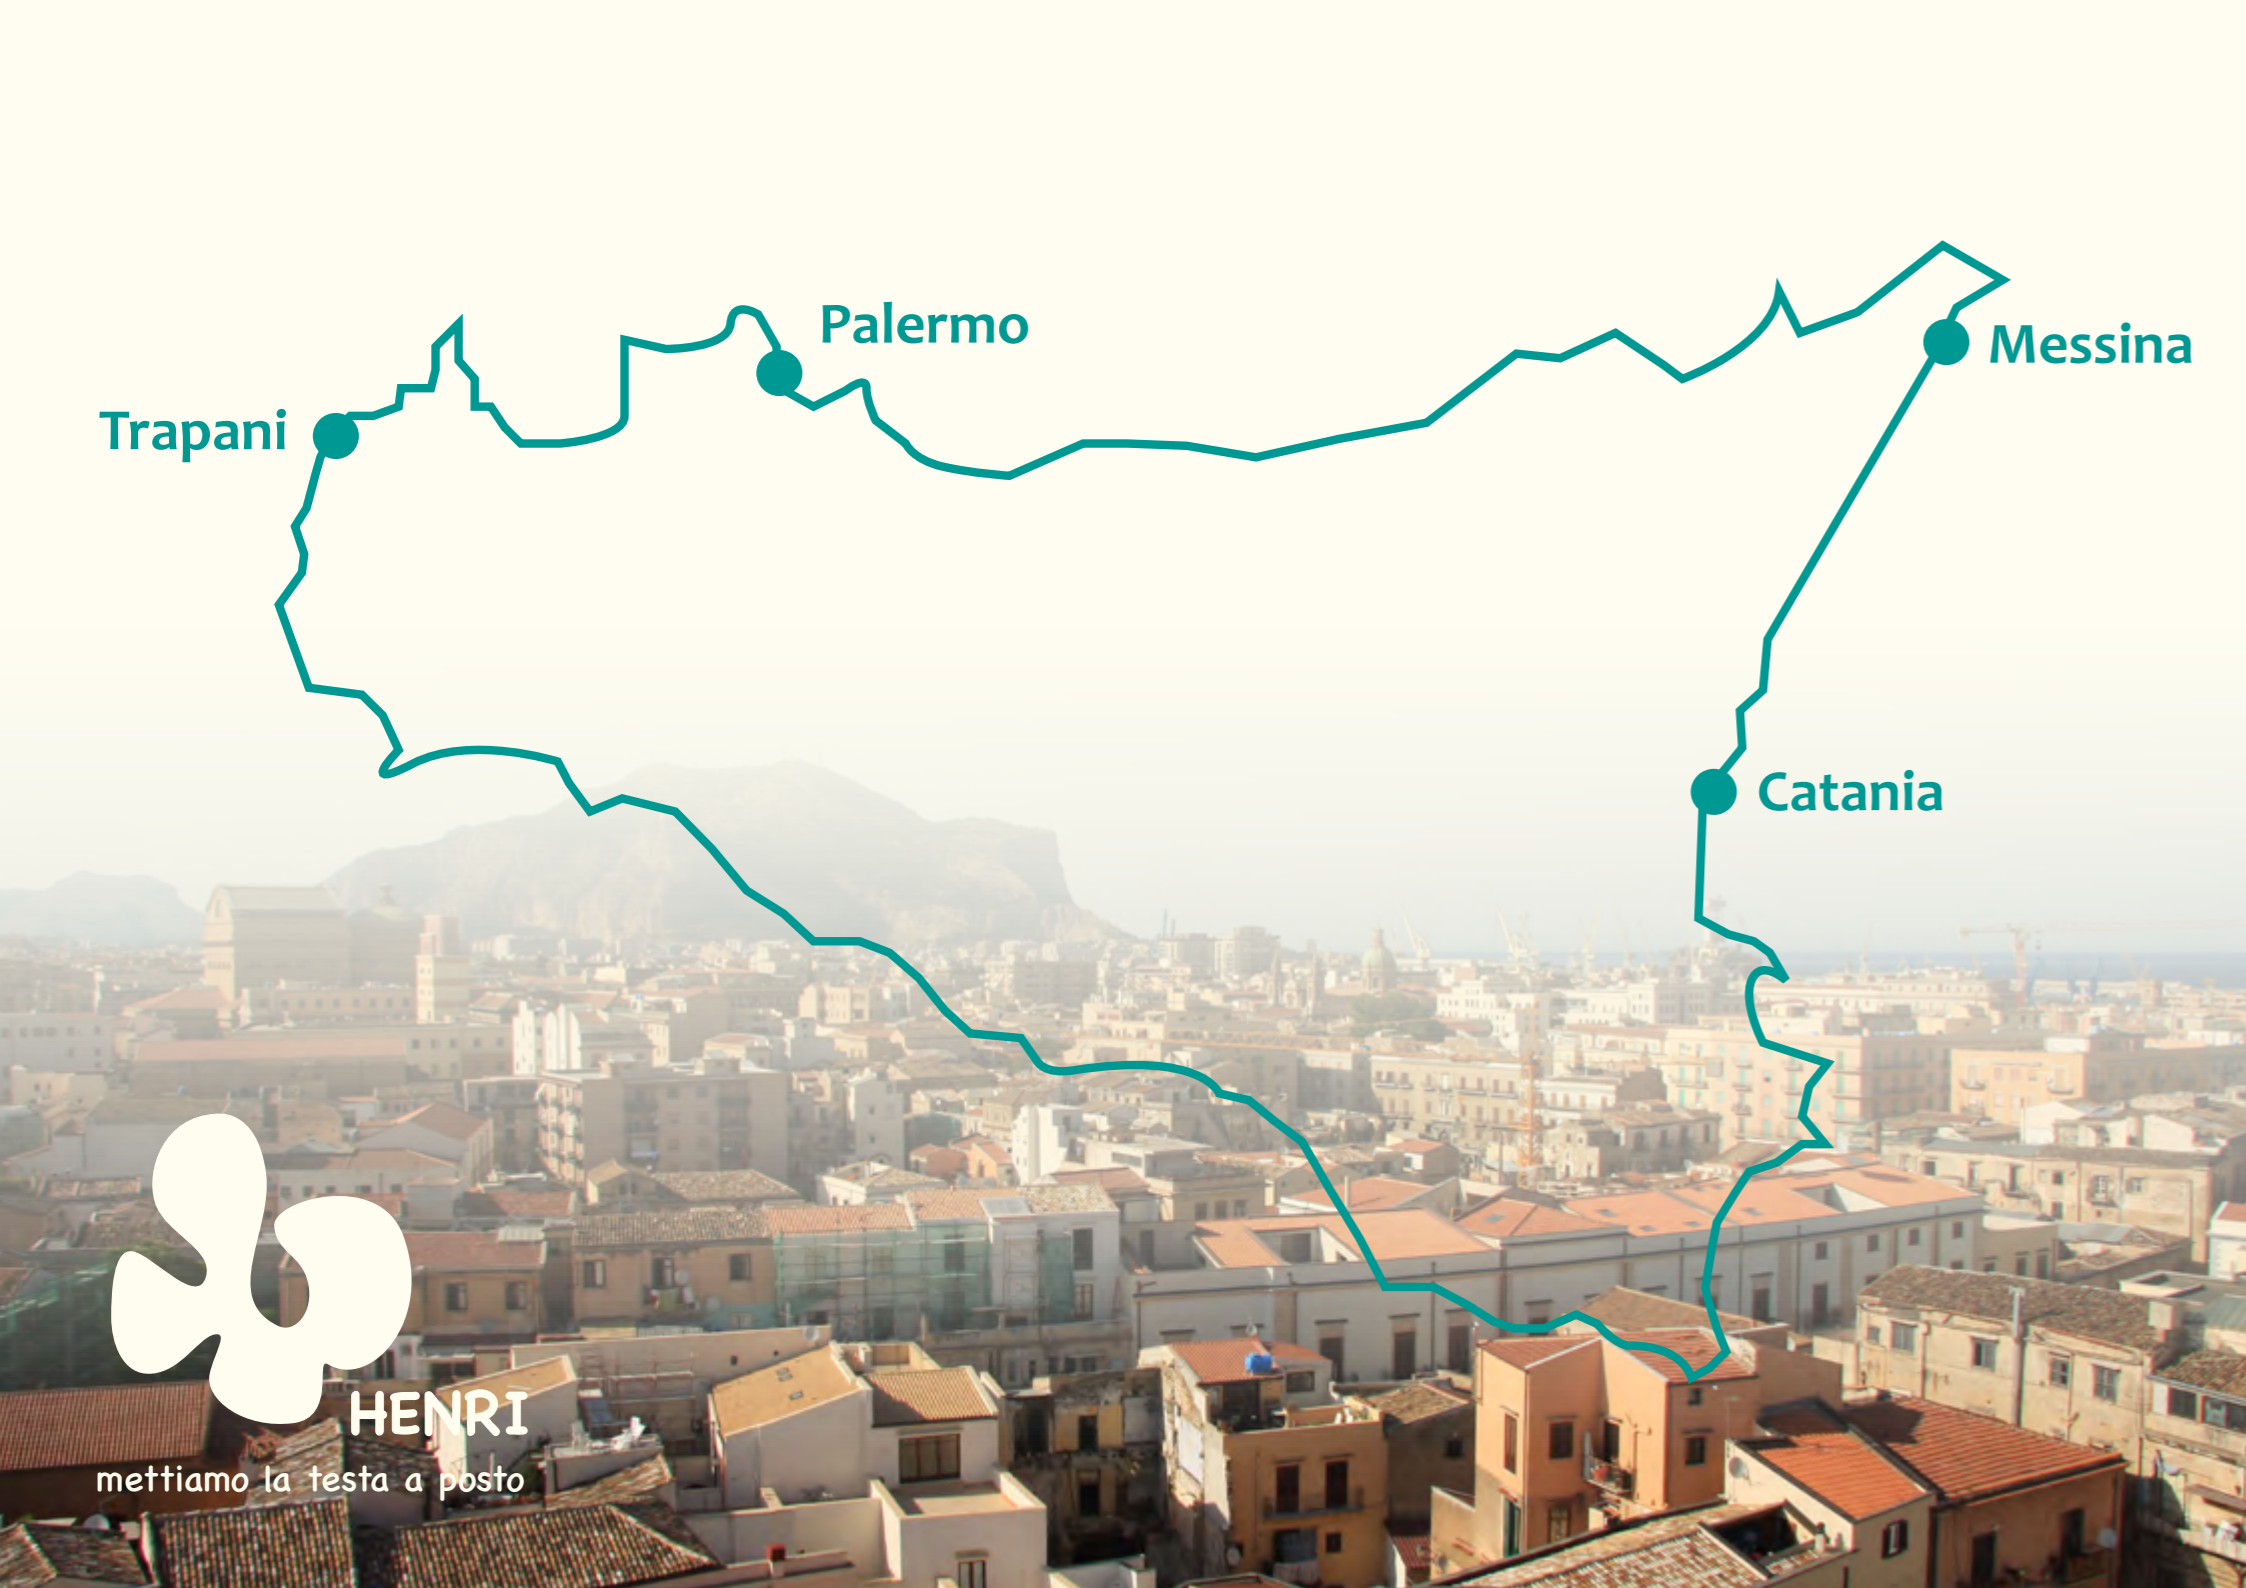 Palermo
Messina
Trapani
Catania
HENRI
mettiamo la testa a posto